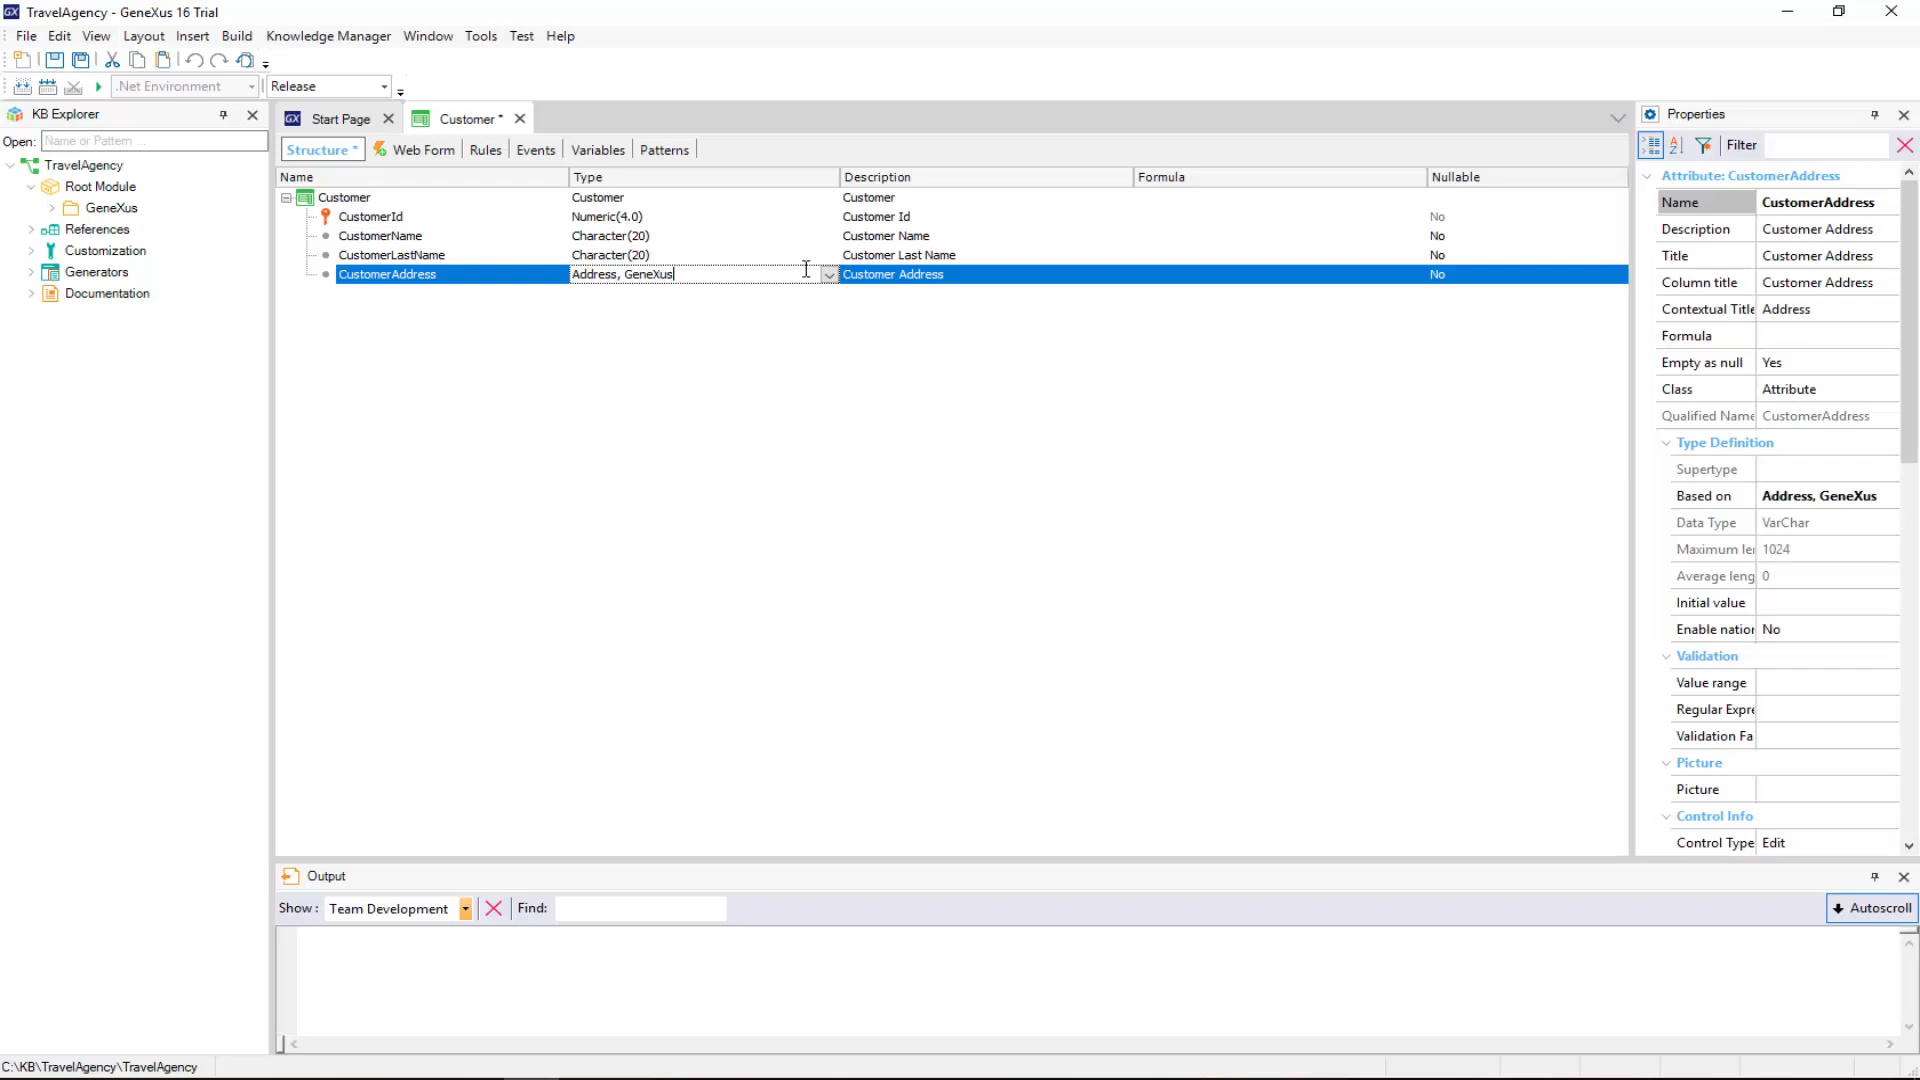 TravelAgency - GeneXus 16 Trial
File Edit View Layout Insert Build Knowledge Manager Window Tools Test Help
.Net Environment Release
KB Explorer
Open: Name or Pattern ...
TravelAgency
Root Module
GeneXus
References
Customization
Generators
Documentation
Start Page Customer *
Structure * Web Form Rules Events Variables Patterns
Name Type Description Formula Nullable
Customer Customer Customer
CustomerId Numeric(4.0) Customer Id No
CustomerName Character(20) Customer Name No
CustomerLastName Character(20) Customer Last Name No
CustomerAddress Address, GeneXus Customer Address No
Properties
Filter
Attribute: CustomerAddress
Name CustomerAddress
Description Customer Address
Title Customer Address
Column title Customer Address
Contextual Title Address
Formula
Empty as null Yes
Class Attribute
Qualified Name CustomerAddress
Type Definition
Supertype
Based on Address, GeneXus
Data Type VarChar
Maximum ler 1024
Average leng 0
Initial value
Enable nation No
Validation
Value range
Regular Expre
Validation Fa
Picture
Picture
Control Info
Control Type Edit
Output
Show : Team Development Find:
Autoscroll
C:\KB\TravelAgency\TravelAgency